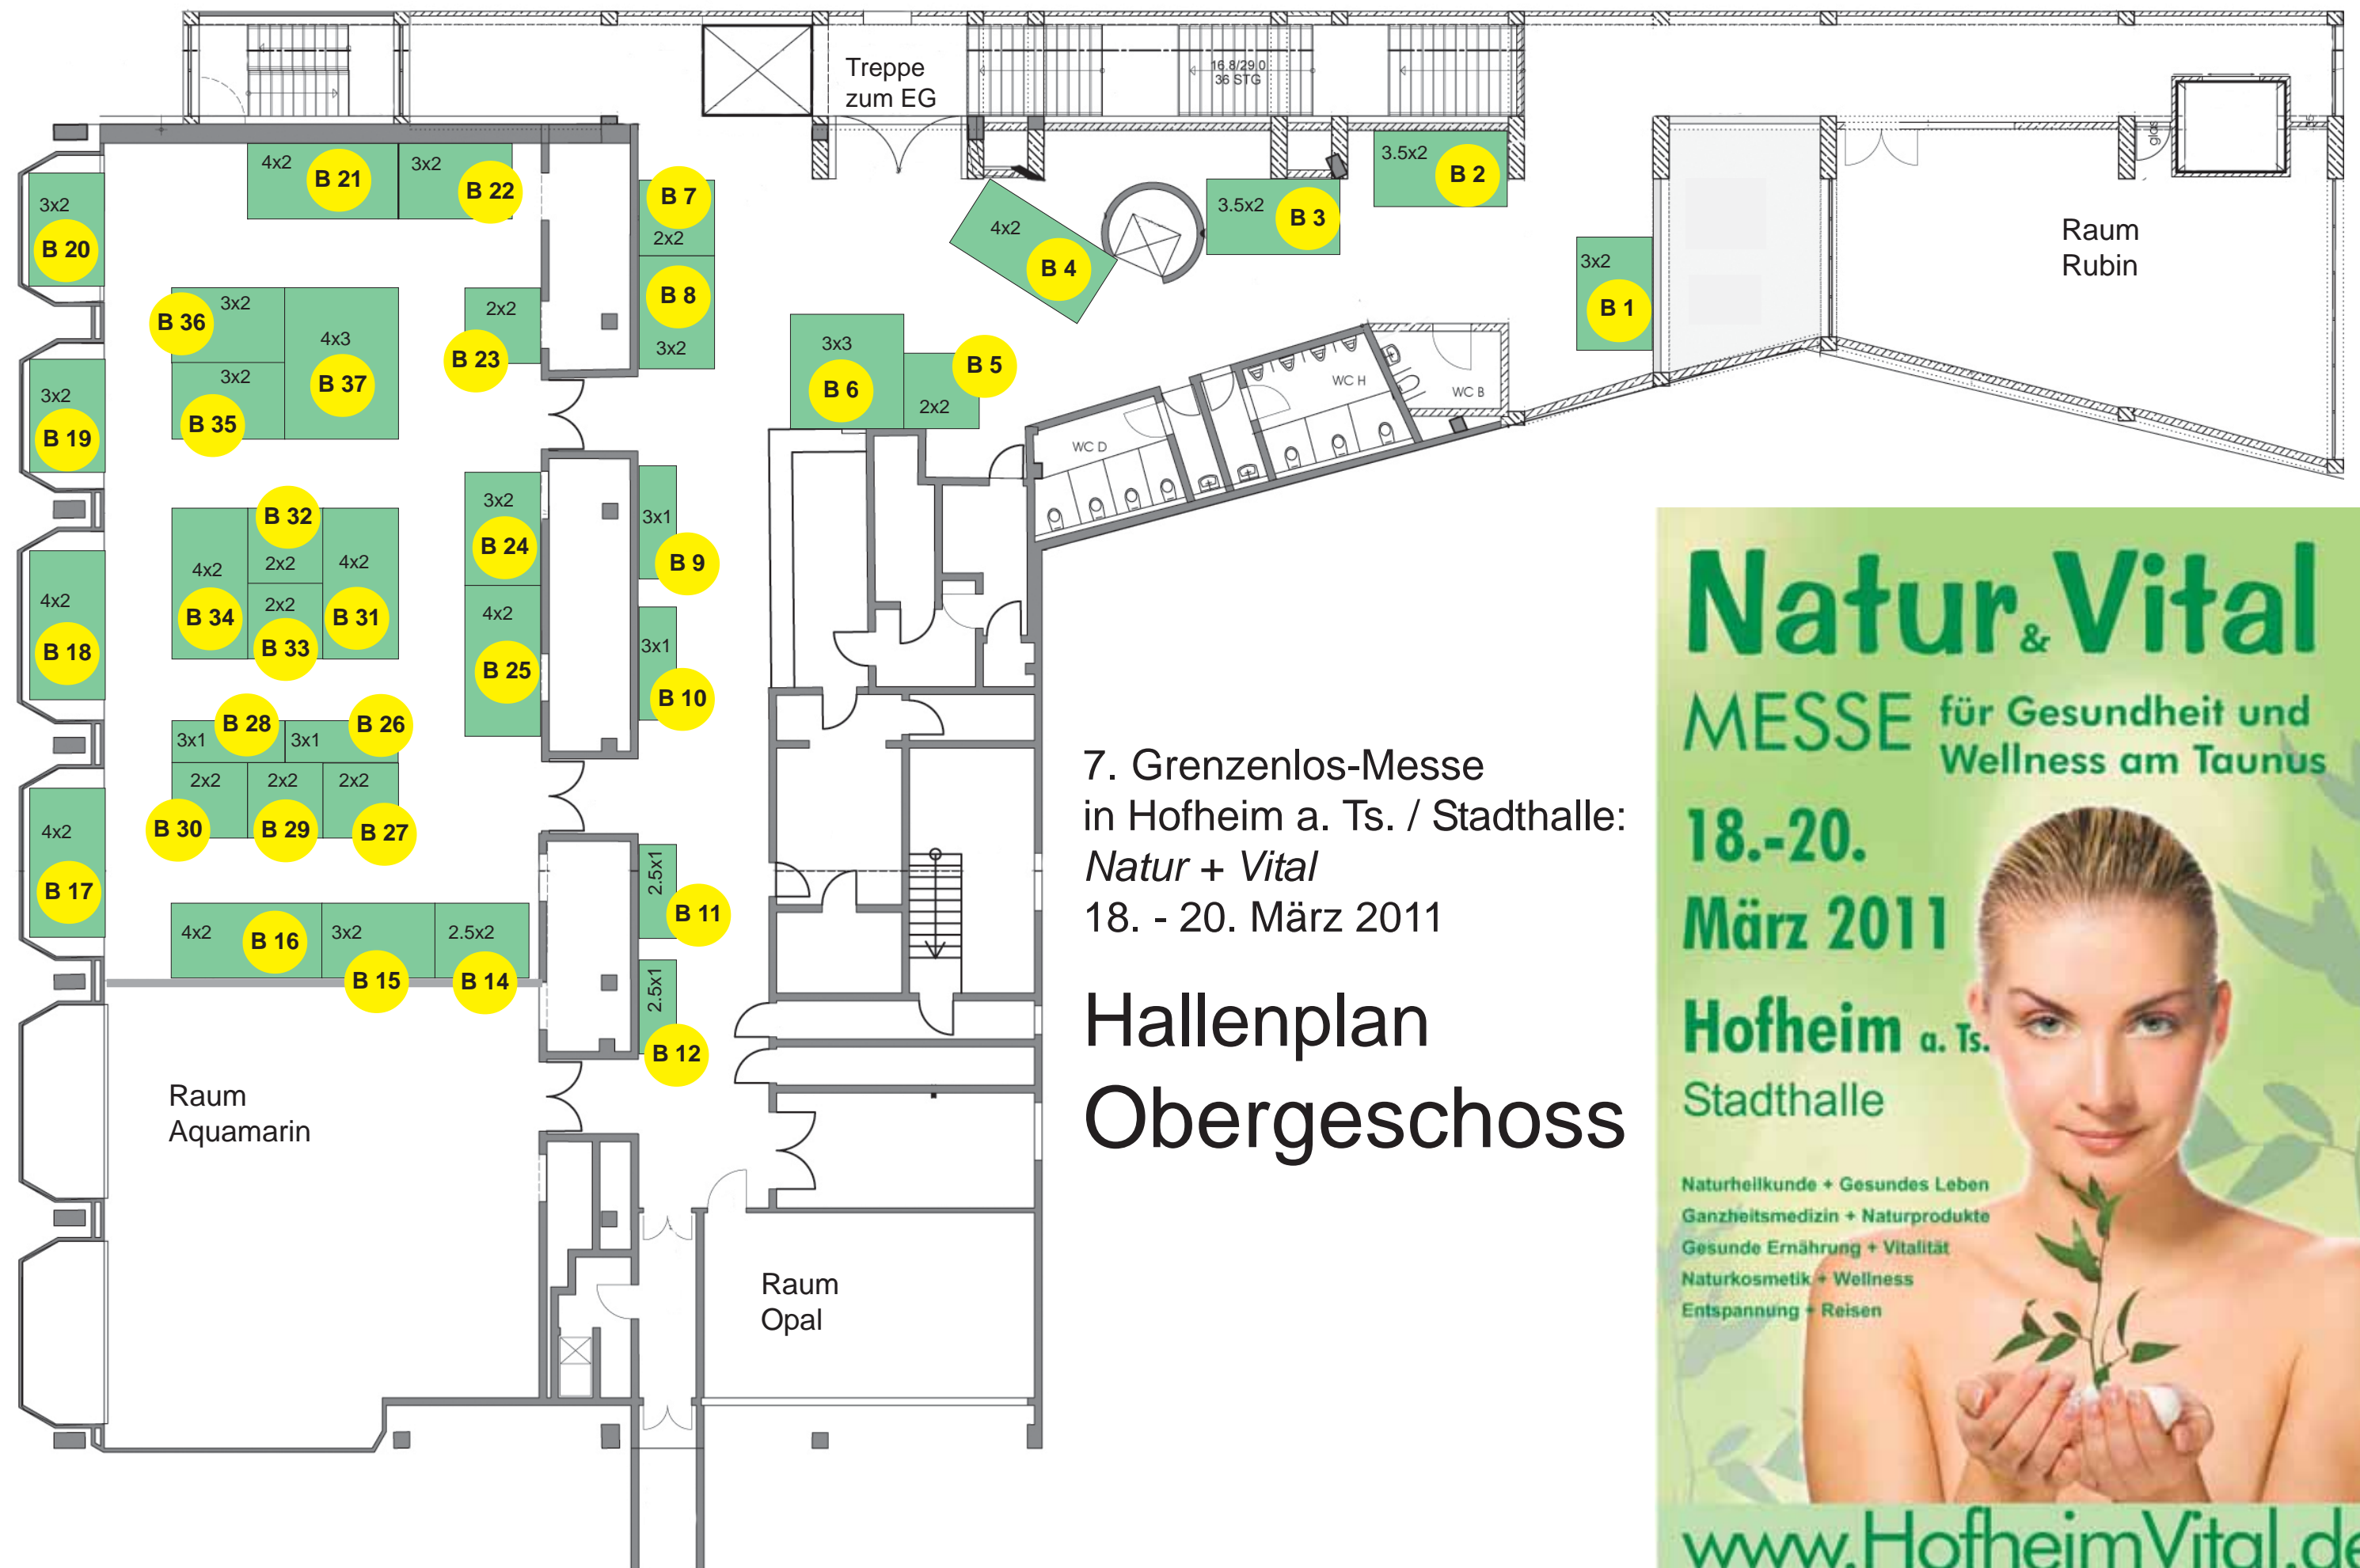 Treppe
zum EG
16.8/29.0
36 STG
glas
Raum
Rubin
4x2
B 21
3x2
B 22
3x2
B 20
B 7
2x2
B 8
3x2
3.5x2
B 2
3.5x2
B 3
4x2
B 4
3x2
B 1
3x2
B 36
4x3
B 37
3x2
B 35
2x2
B 23
3x3
B 6
B 5
2x2
WC D
WC H
WC B
3x2
B 19
3x2
B 24
3x1
B 9
B 32
2x2
4x2
B 34
4x2
B 31
2x2
B 33
4x2
B 18
4x2
B 25
3x1
B 10
B 28
3x1
B 26
3x1
2x2
B 30
2x2
B 29
2x2
B 27
4x2
B 17
2.5x1
B 11
4x2
B 16
3x2
B 15
2.5x2
B 14
2.5x1
B 12
Raum
Aquamarin
Raum
Opal
7. Grenzenlos-Messe
in Hofheim a. Ts. / Stadthalle:
Natur + Vital
18. - 20. März 2011
Hallenplan
Obergeschoss
Natur & Vital
MESSE für Gesundheit und
Wellness am Taunus
18.-20.
März 2011
Hofheim a. Ts.
Stadthalle
Naturheilkunde + Gesundes Leben
Ganzheitsmedizin + Naturprodukte
Gesunde Ernährung + Vitalität
Naturkosmetik + Wellness
Entspannung + Reisen
www.HofheimVital.de